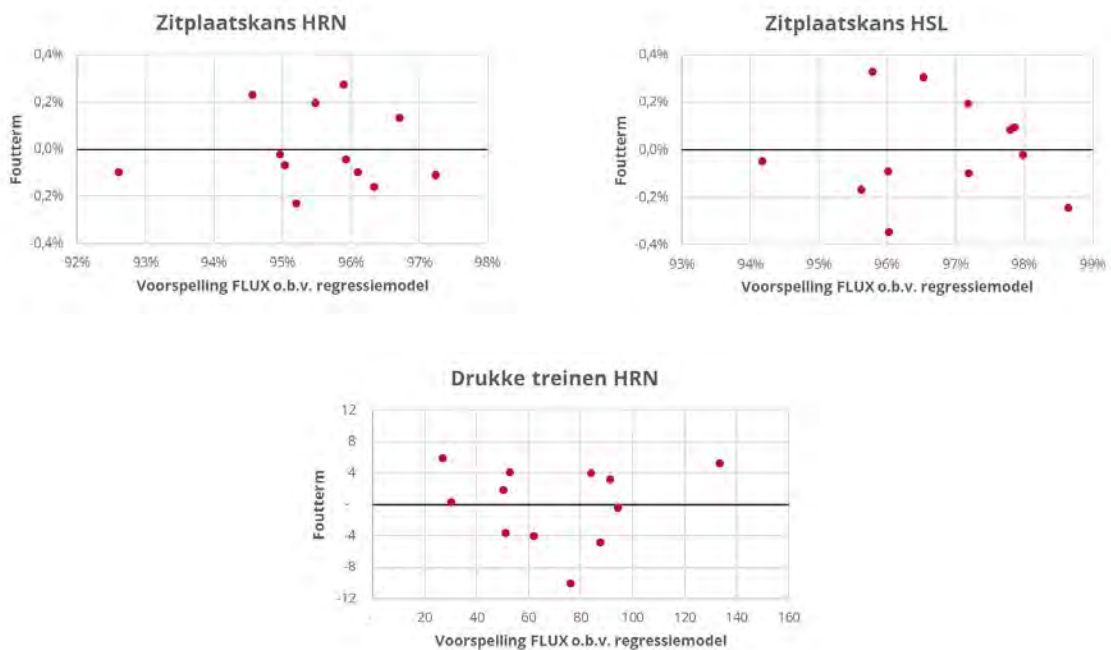 Zitplaatskans HRN
0,4%
0,2%
0,0%
-0,2%
-0,4%
Foutterm
92% 93% 94% 95% 96% 97% 98%
Voorspelling FLUX o.b.v. regressiemodel
Zitplaatskans HSL
0,4%
0,2%
0,0%
-0,2%
-0,4%
Foutterm
93% 94% 95% 96% 97% 98% 99%
Voorspelling FLUX o.b.v. regressiemodel
Drukke treinen HRN
12
8
4
-
-4
-8
-12
Foutterm
- 20 40 60 80 100 120 140 160
Voorspelling FLUX o.b.v. regressiemodel